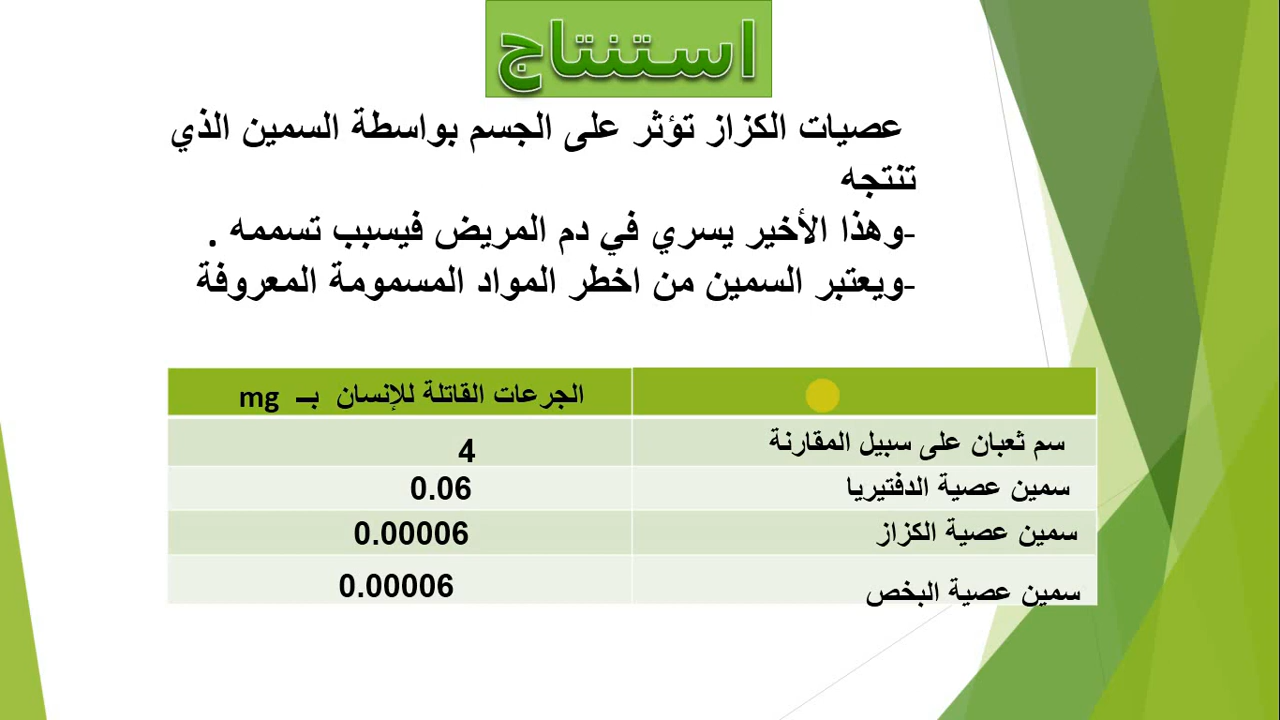 استنتاج
عصيات الكزاز تؤثر على الجسم بواسطة السمين الذي
تنتجه
-وهذا الأخير يسري في دم المريض فيسبب تسممه .
-ويعتبر السمين من اخطر المواد المسمومة المعروفة
الجرعات القاتلة للإنسان بـ mg
سم ثعبان على سبيل المقارنة 4
سمين عصية الدفتيريا 0.06
سمين عصية الكزاز 0.00006
سمين عصية البخص 0.00006